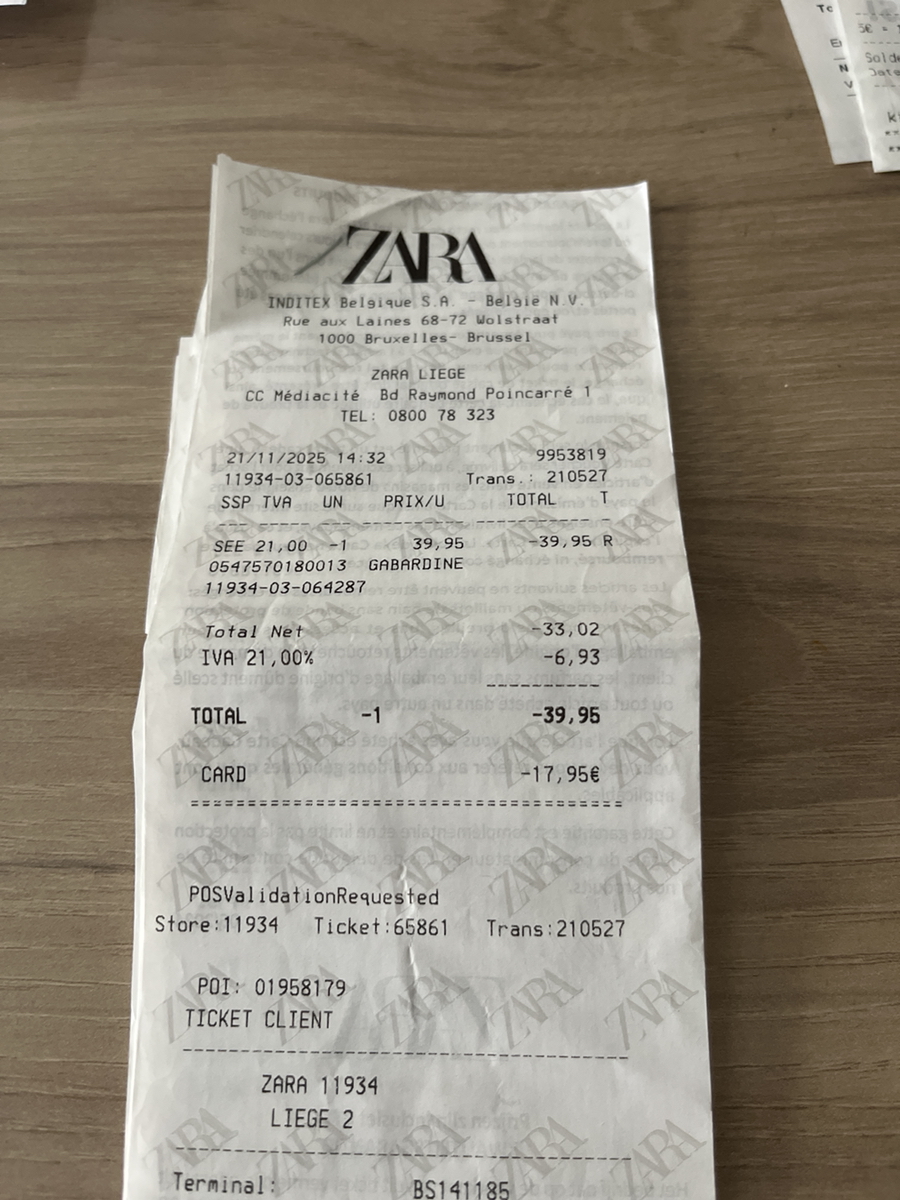 ZARA
INDITEX Belgique S.A. - België N.V.
Rue aux Laines 68-72 Wolstraat
1000 Bruxelles- Brussel
ZARA LIEGE
CC Médiacité Bd Raymond Poincarré 1
TEL: 0800 78 323
21/11/2025 14:32 9953819
11934-03-065861 Trans.: 210527
SSP TVA UN PRIX/U TOTAL T
SEE 21,00 -1 39,95 -39,95 R
0547570180013 GABARDINE
11934-03-064287
Total Net -33,02
IVA 21,00% -6,93
TOTAL -1 -39,95
CARD -17,95€
POSValidationRequested
Store:11934 Ticket:65861 Trans:210527
POI: 01958179
TICKET CLIENT
ZARA 11934
LIEGE 2
Terminal: BS141185